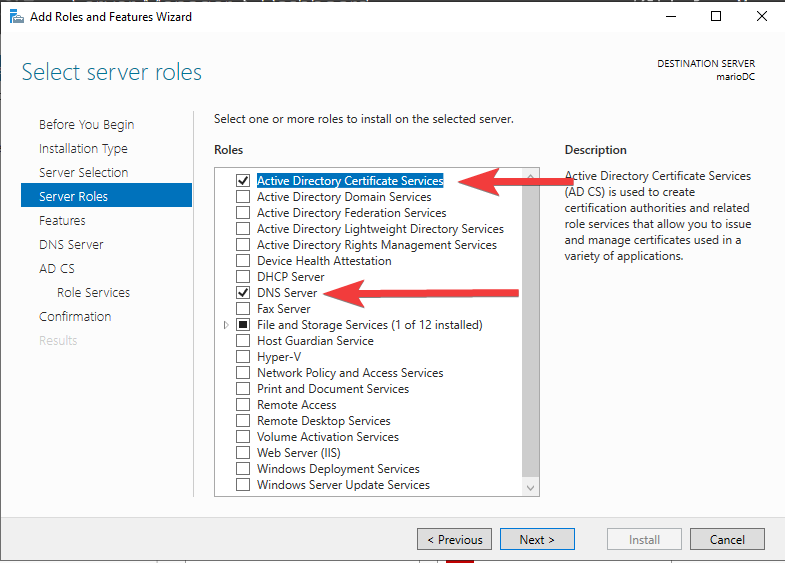 Add Roles and Features Wizard
Select server roles
DESTINATION SERVER
marioDC
Before You Begin
Installation Type
Server Selection
Server Roles
Features
DNS Server
AD CS
Role Services
Confirmation
Results
Select one or more roles to install on the selected server.
Roles
Active Directory Certificate Services
Active Directory Domain Services
Active Directory Federation Services
Active Directory Lightweight Directory Services
Active Directory Rights Management Services
Device Health Attestation
DHCP Server
DNS Server
Fax Server
File and Storage Services (1 of 12 installed)
Host Guardian Service
Hyper-V
Network Policy and Access Services
Print and Document Services
Remote Access
Remote Desktop Services
Volume Activation Services
Web Server (IIS)
Windows Deployment Services
Windows Server Update Services
Description
Active Directory Certificate Services
(AD CS) is used to create
certification authorities and related
role services that allow you to issue
and manage certificates used in a
variety of applications.
< Previous
Next >
Install
Cancel